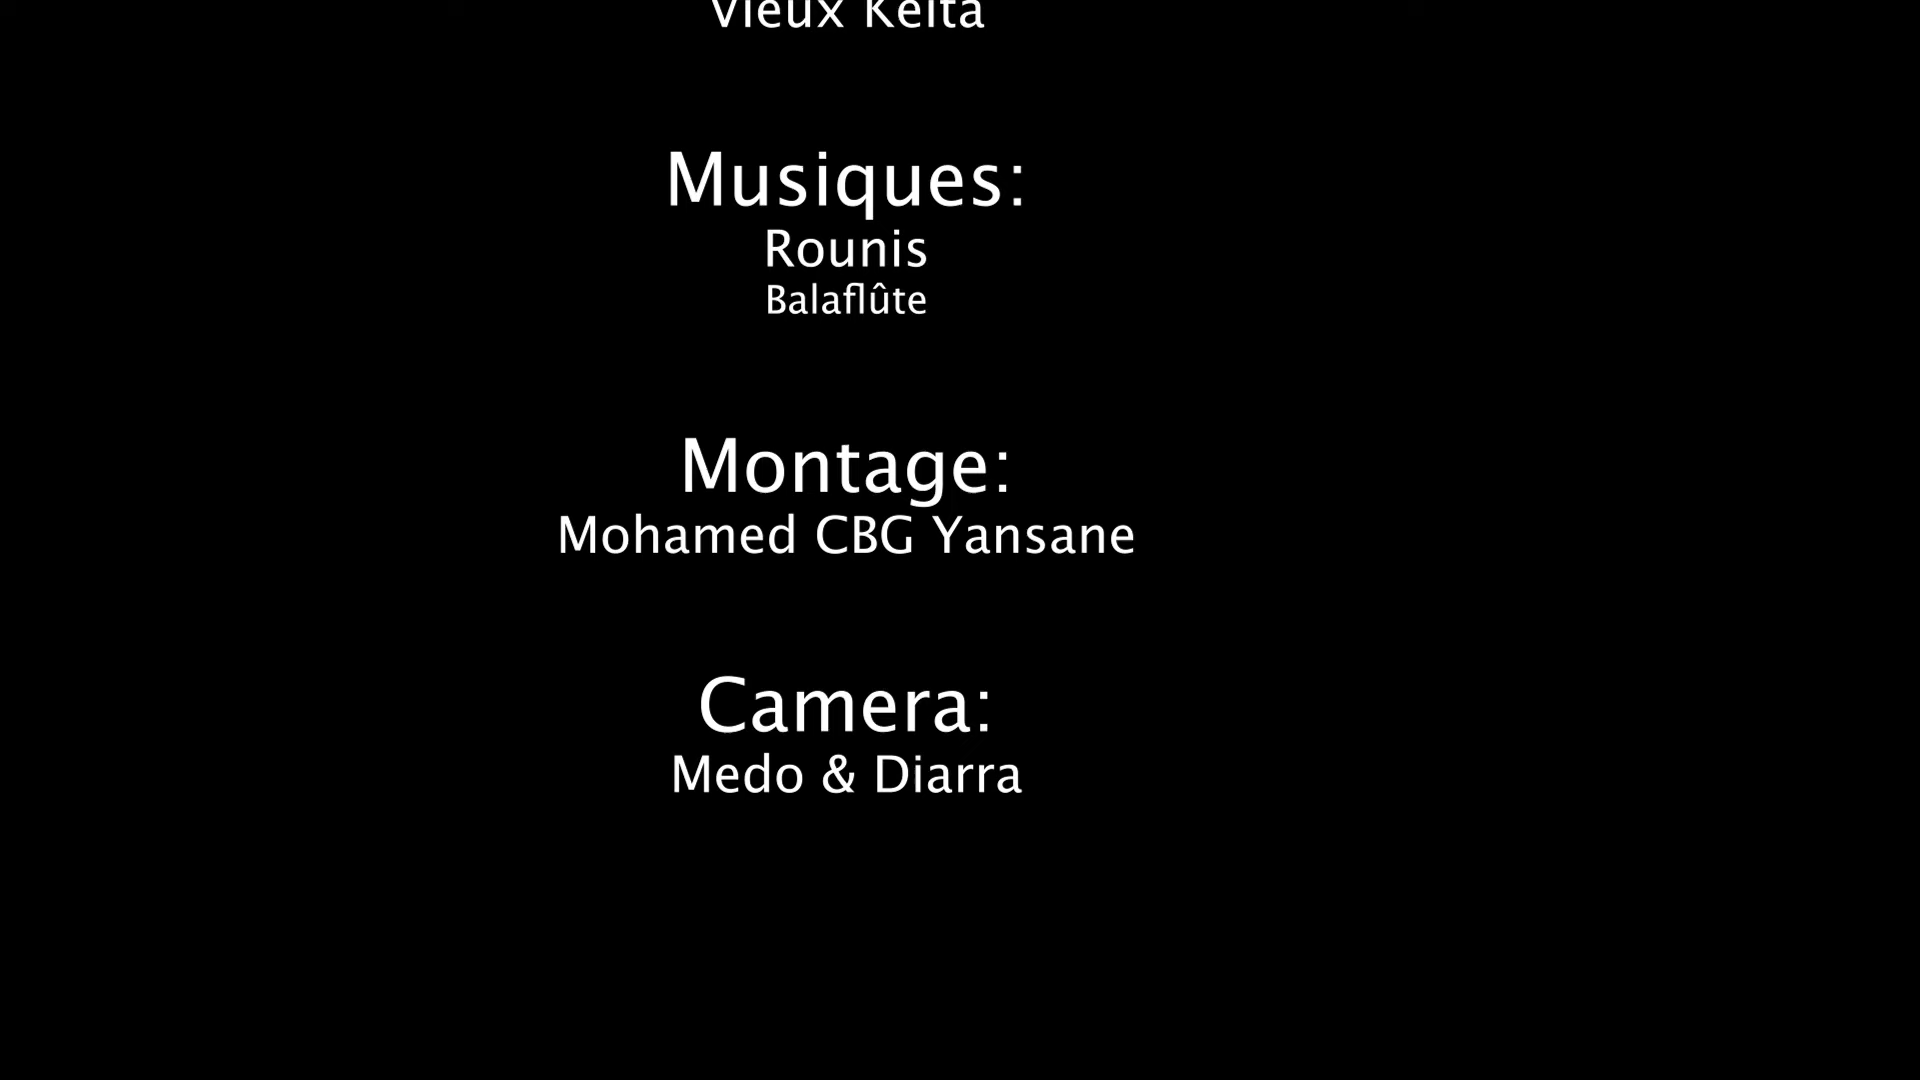 Vieux Keita
Musiques:
Rounis
Balaflûte
Montage:
Mohamed CBG Yansane
Camera:
Medo & Diarra